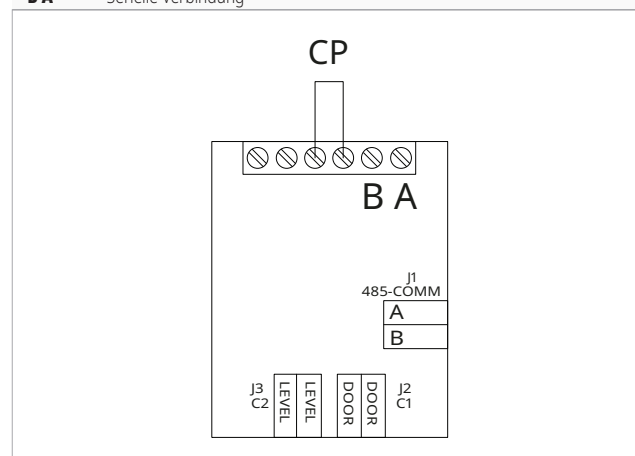 Serielle Verbindung
CP
B A
J1
485-COMM
A
B
J3
C2
LEVEL
LEVEL
DOOR
DOOR
J2
C1